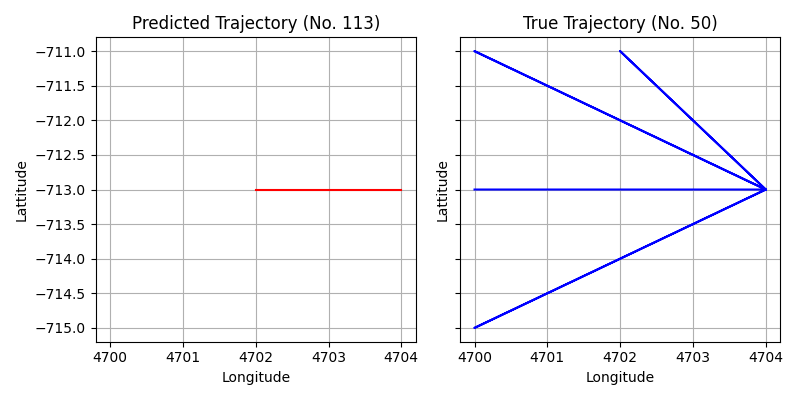 Predicted Trajectory (No. 113)
True Trajectory (No. 50)
Lattitude
−711.0
−711.5
−712.0
−712.5
−713.0
−713.5
−714.0
−714.5
−715.0
4700 4701 4702 4703 4704
Longitude
Lattitude
4700 4701 4702 4703 4704
Longitude